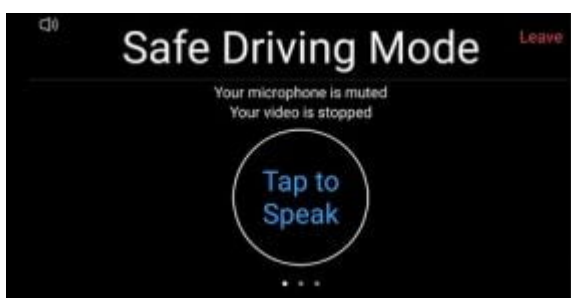 Safe Driving Mode
Leave
Your microphone is muted
Your video is stopped
Tap to
Speak